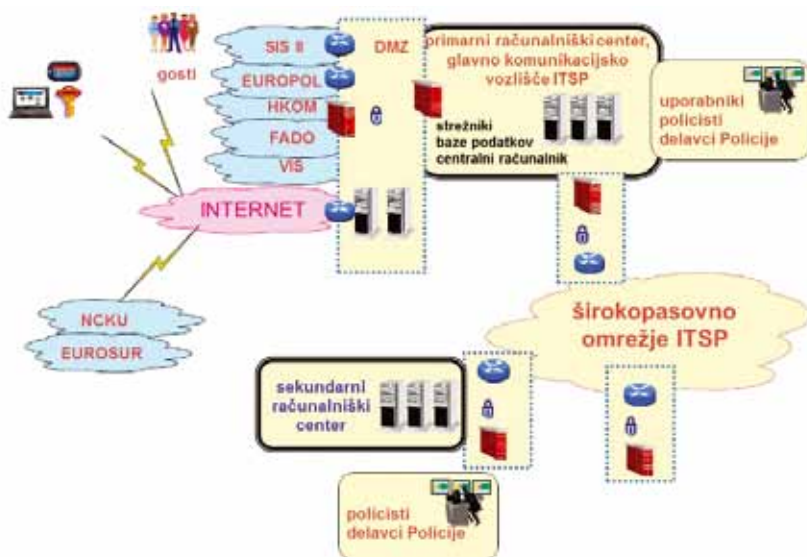 gosti
SIS II
EUROPOL
HKOM
FADO
VIS
INTERNET
NCKU
EUROSUR
DMZ
primarni računalniški center,
glavno komunikacijsko
vozlišče ITSP
strežniki
baze podatkov
centralni računalnik
uporabniki
policisti
delavci Policije
širokopasovno
omrežje ITSP
sekundarni
računalniški
center
policisti
delavci Policije